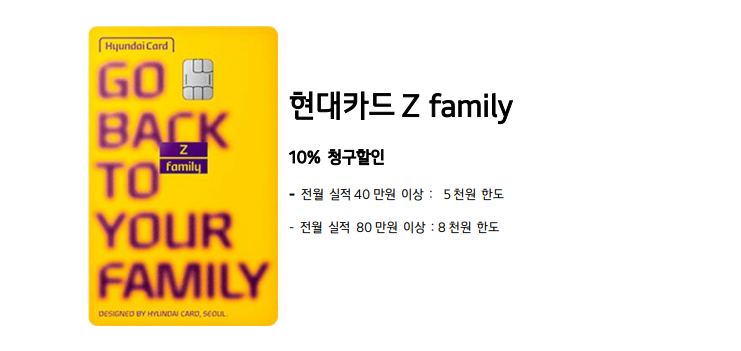 Hyundai Card
GO
BACK
TO
YOUR
FAMILY
Z
family
DESIGNED BY HYUNDAI CARD, SEOUL.
현대카드 Z family
10% 청구할인
- 전월 실적 40 만원 이상 : 5 천원 한도
- 전월 실적 80 만원 이상 : 8 천원 한도